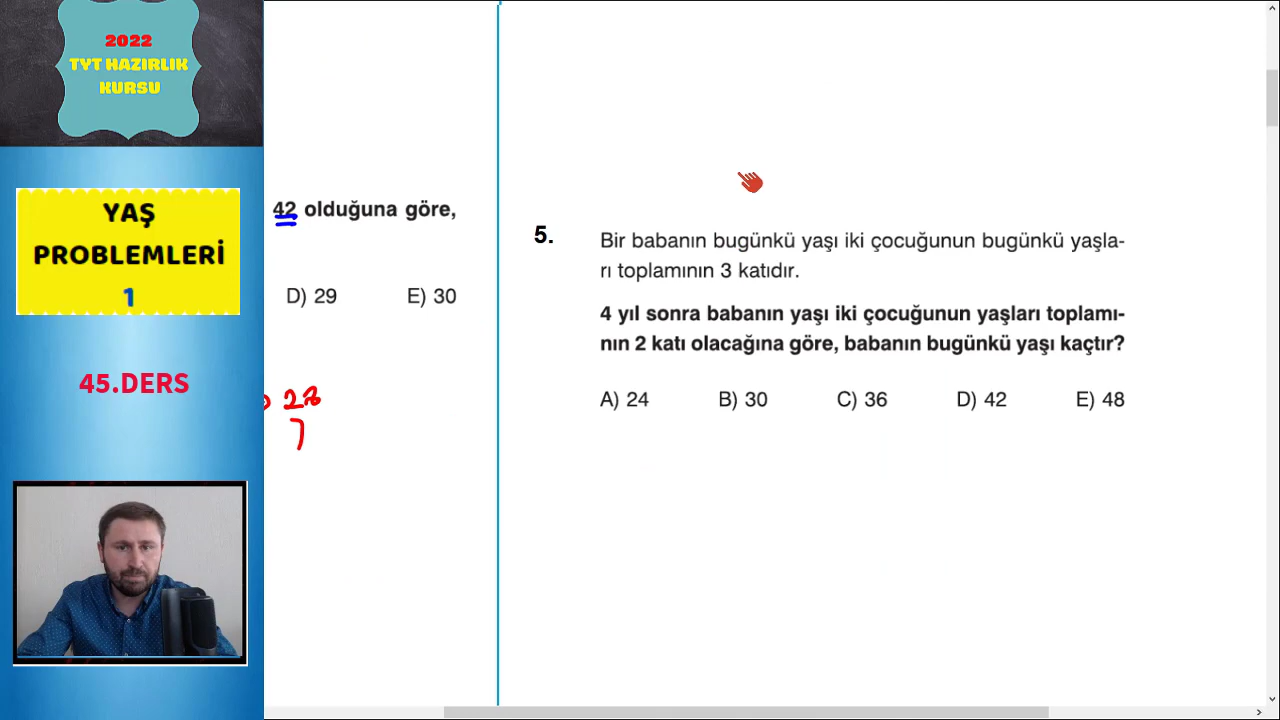 2022
TYT HAZIRLIK
KURSU
YAŞ
PROBLEMLERİ
1
45.DERS
42 olduğuna göre,
D) 29 E) 30
28
7
5. Bir babanın bugünkü yaşı iki çocuğunun bugünkü yaşla-
rı toplamının 3 katıdır.
4 yıl sonra babanın yaşı iki çocuğunun yaşları toplamı-
nın 2 katı olacağına göre, babanın bugünkü yaşı kaçtır?
A) 24 B) 30 C) 36 D) 42 E) 48